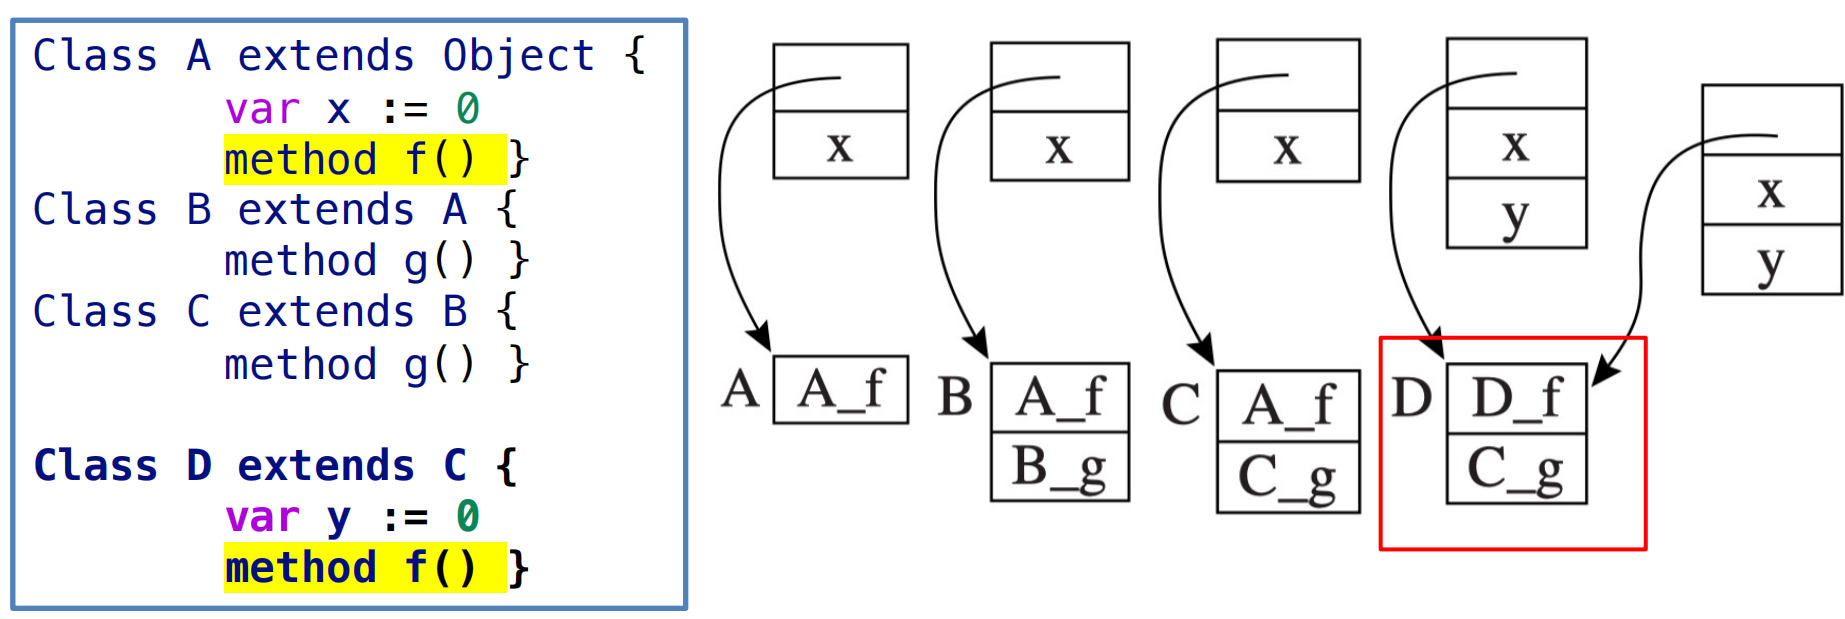 Class A extends Object {
var x := 0
method f() }
Class B extends A {
method g() }
Class C extends B {
method g() }
Class D extends C {
var y := 0
method f() }
x
x
x
x
y
x
y
A
A_f
B
A_f
B_g
C
A_f
C_g
D
D_f
C_g